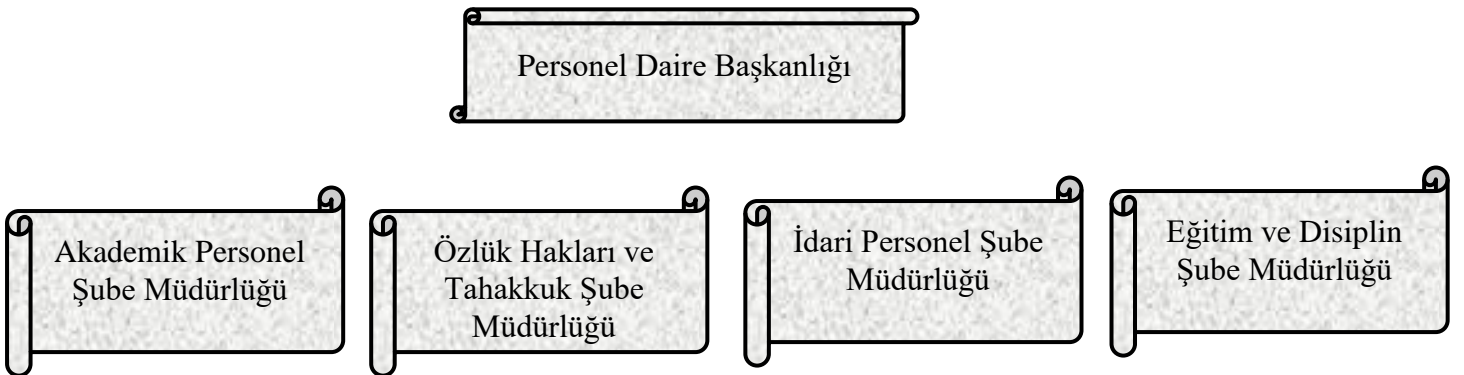 Personel Daire Başkanlığı
Akademik Personel
Şube Müdürlüğü
Özlük Hakları ve
Tahakkuk Şube
Müdürlüğü
İdari Personel Şube
Müdürlüğü
Eğitim ve Disiplin
Şube Müdürlüğü